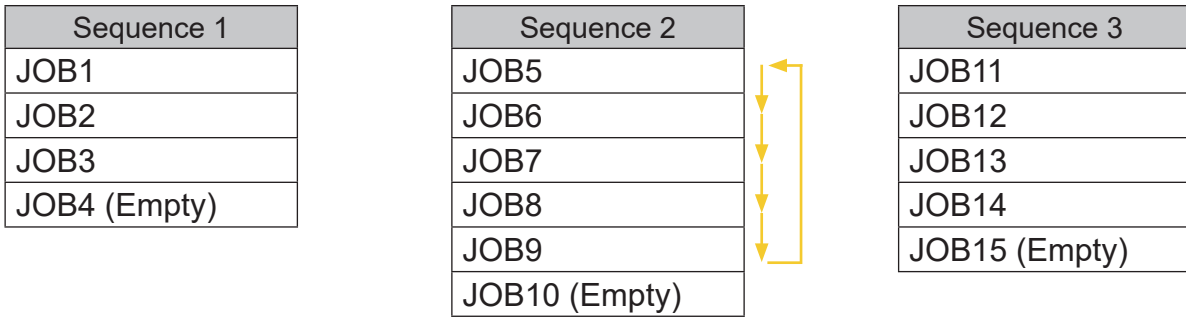 Sequence 1
JOB1
JOB2
JOB3
JOB4 (Empty)
Sequence 2
JOB5
JOB6
JOB7
JOB8
JOB9
JOB10 (Empty)
Sequence 3
JOB11
JOB12
JOB13
JOB14
JOB15 (Empty)